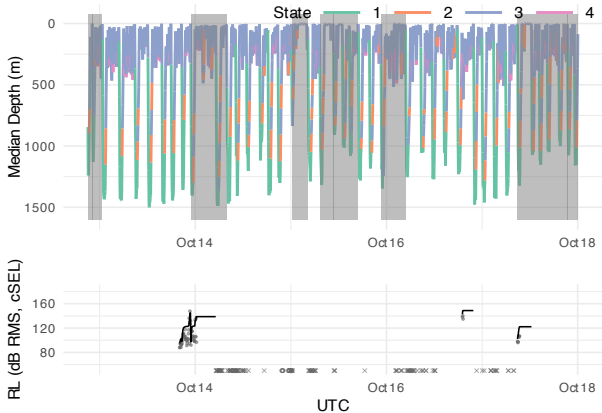 State 1 2 3 4
Median Depth (m)
0
500
1000
1500
Oct 14 Oct 16 Oct 18
RL (dB RMS, cSEL)
160
120
80
Oct 14 Oct 16 Oct 18
UTC